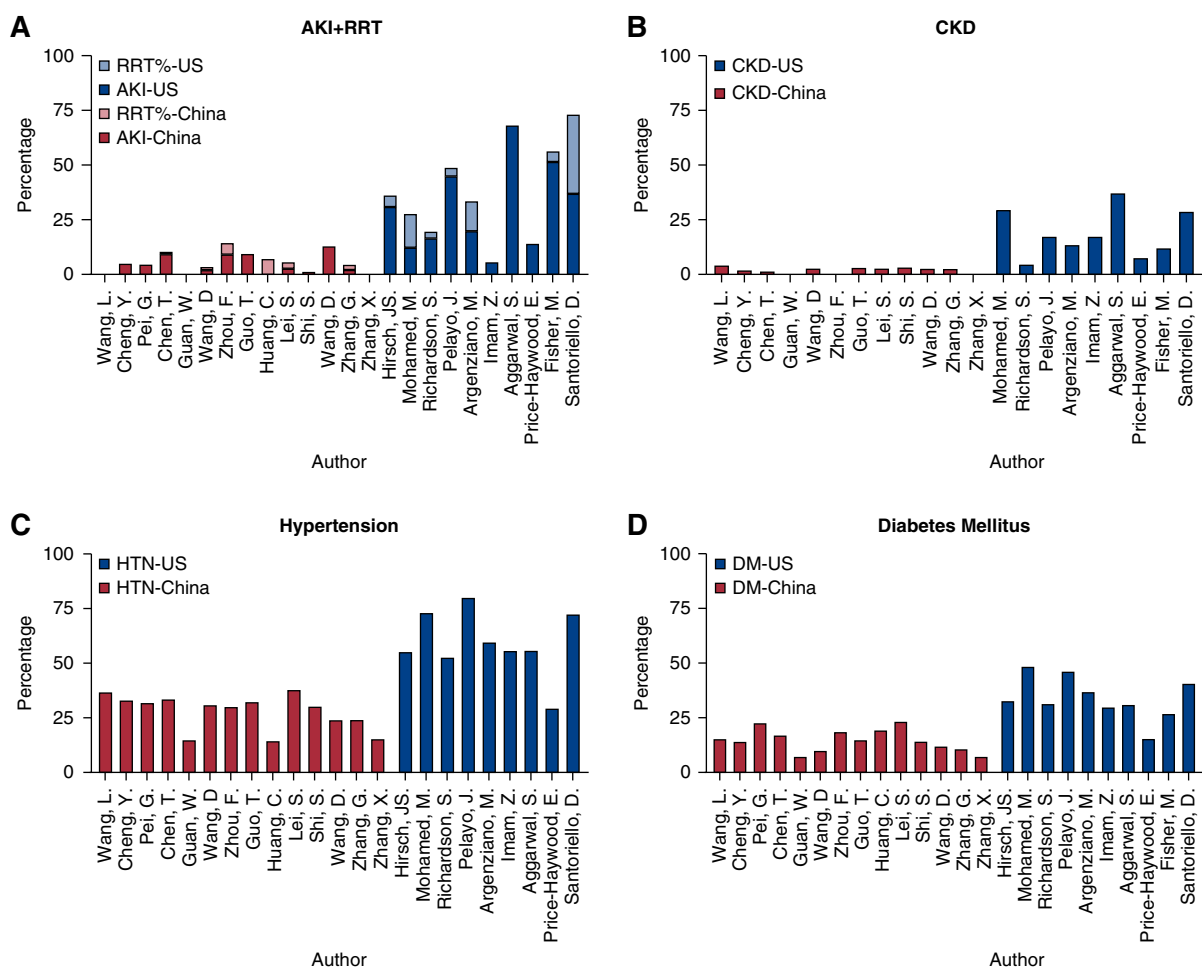 A
AKI+RRT
100
75
50
25
0
Percentage
RRT%-US
AKI-US
RRT%-China
AKI-China
Wang, L.
Cheng, Y.
Pei, G.
Chen, T.
Guan, W.
Wang, D
Zhou, F.
Guo, T.
Huang, C.
Lei, S.
Shi, S.
Wang, D.
Zhang, G.
Zhang, X.
Hirsch, JS.
Mohamed, M.
Richardson, S.
Pelayo, J.
Argenziano, M.
Imam, Z.
Aggarwal, S.
Price-Haywood, E.
Fisher, M.
Santoriello, D.
Author
B
CKD
100
75
50
25
0
Percentage
CKD-US
CKD-China
Wang, L.
Cheng, Y.
Chen, T.
Guan, W.
Wang, D
Zhou, F.
Guo, T.
Lei, S.
Shi, S.
Wang, D.
Zhang, G.
Zhang, X.
Mohamed, M.
Richardson, S.
Pelayo, J.
Argenziano, M.
Imam, Z.
Aggarwal, S.
Price-Haywood, E.
Fisher, M.
Santoriello, D.
Author
C
Hypertension
100
75
50
25
0
Percentage
HTN-US
HTN-China
Wang, L.
Cheng, Y.
Pei, G.
Chen, T.
Guan, W.
Wang, D
Zhou, F.
Guo, T.
Huang, C.
Lei, S.
Shi, S.
Wang, D.
Zhang, G.
Zhang, X.
Hirsch, JS.
Mohamed, M.
Richardson, S.
Pelayo, J.
Argenziano, M.
Imam, Z.
Aggarwal, S.
Price-Haywood, E.
Santoriello, D.
Author
D
Diabetes Mellitus
100
75
50
25
0
Percentage
DM-US
DM-China
Wang, L.
Cheng, Y.
Pei, G.
Chen, T.
Guan, W.
Wang, D
Zhou, F.
Guo, T.
Huang, C.
Lei, S.
Shi, S.
Wang, D.
Zhang, G.
Zhang, X.
Hirsch, JS.
Mohamed, M.
Richardson, S.
Pelayo, J.
Argenziano, M.
Imam, Z.
Aggarwal, S.
Price-Haywood, E.
Fisher, M
Santoriello, D.
Author